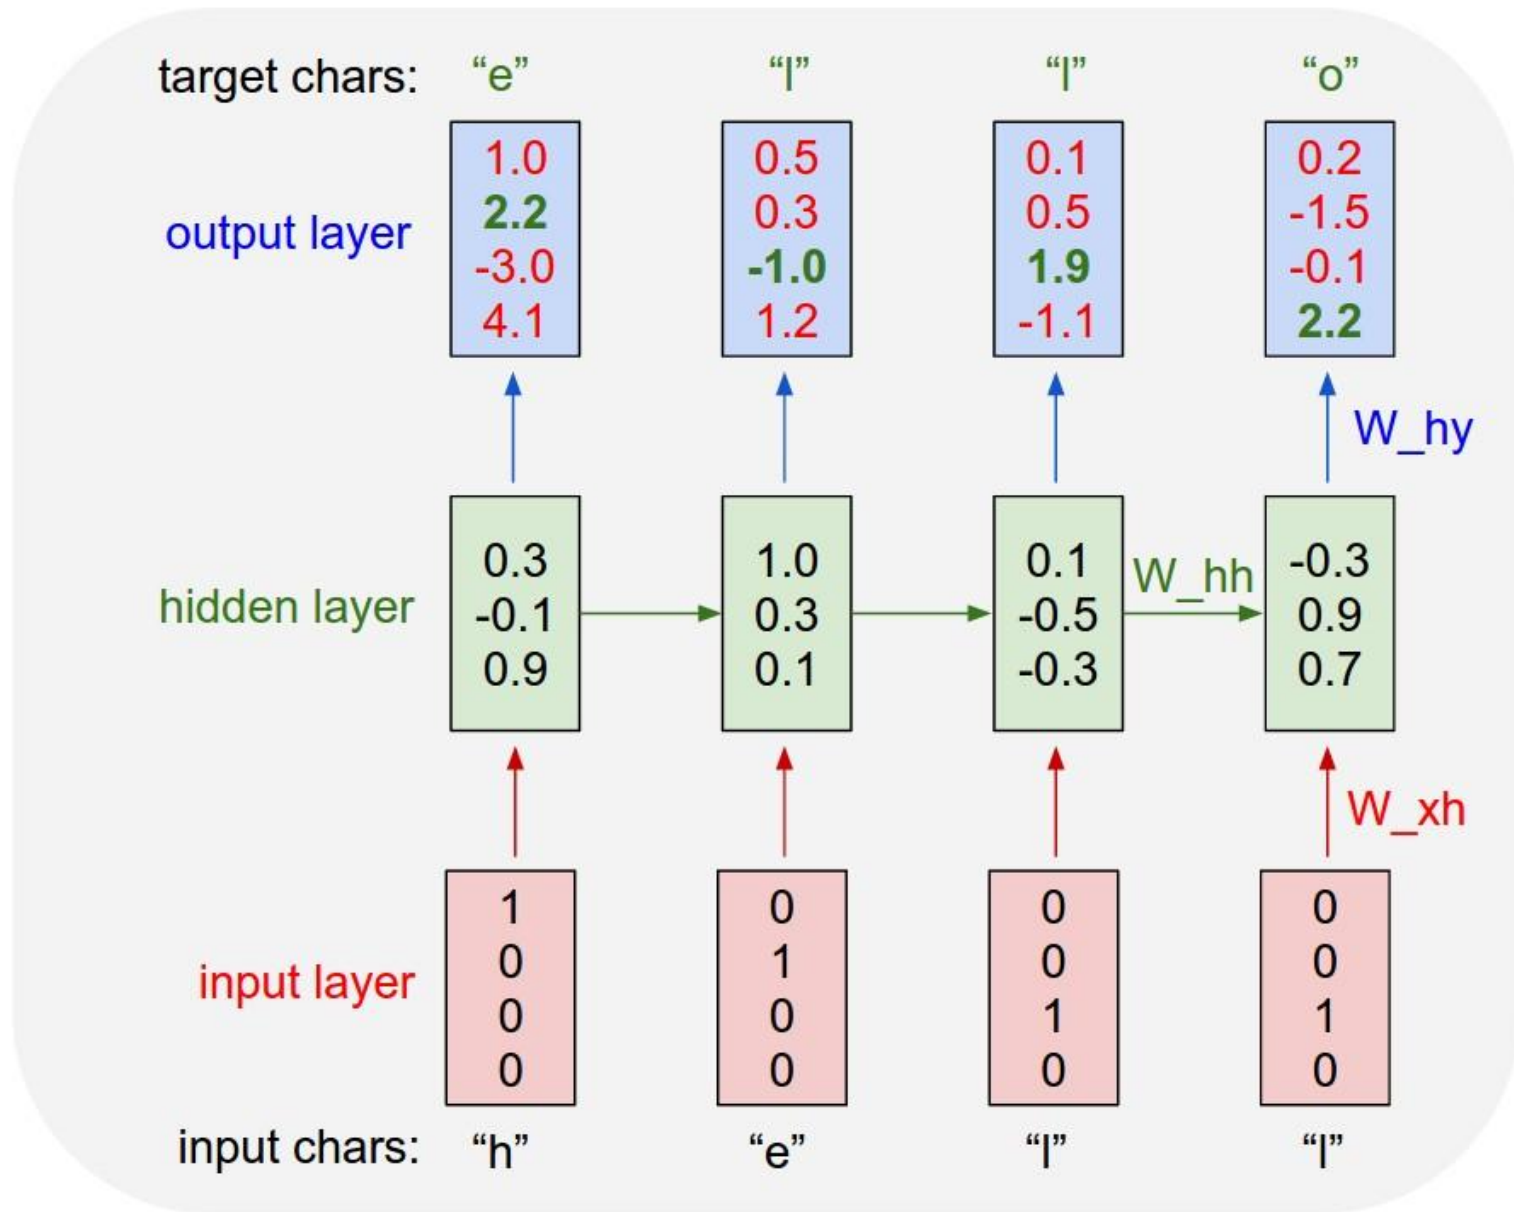 target chars: “e” “l” “l” “o”
1.0 0.5 0.1 0.2
2.2 0.3 0.5 -1.5
output layer
-3.0 -1.0 1.9 -0.1
4.1 1.2 -1.1 2.2
W_hy
0.3 1.0 0.1 W_hh -0.3
hidden layer -0.1 0.3 -0.5 0.9
0.9 0.1 -0.3 0.7
W_xh
1 0 0 0
0 1 0 0
input layer
0 0 1 1
0 0 0 0
input chars: “h” “e” “l” “l”